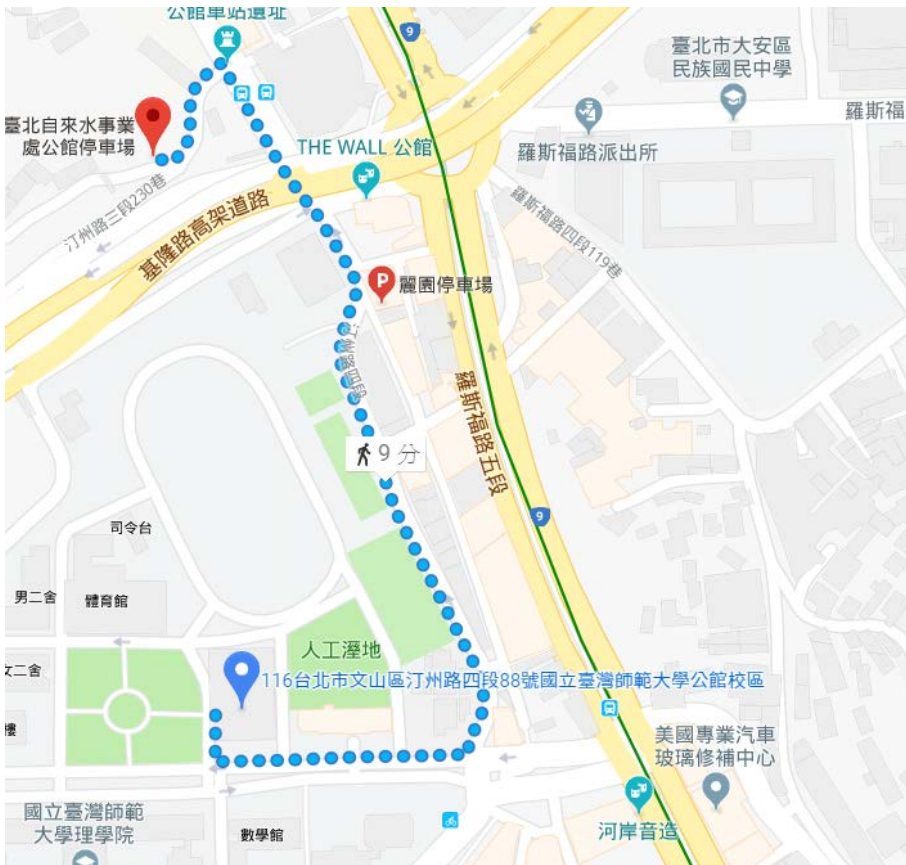 公館車站遺址
9
臺北市大安區
民族國民中學
臺北自來水事業
處公館停車場
THE WALL 公館
羅斯福路派出所
羅斯福
汀州路三段230巷
基隆路高架道路
羅斯福路四段119巷
P
麗園停車場
汀州路四段
羅斯福路五段
9 分
9
司令台
男二舍
體育館
人工溼地
女二舍
116台北市文山區汀州路四段88號國立臺灣師範大學公館校區
樓
美國專業汽車
玻璃修補中心
國立臺灣師範
大學理學院
數學館
河岸音造